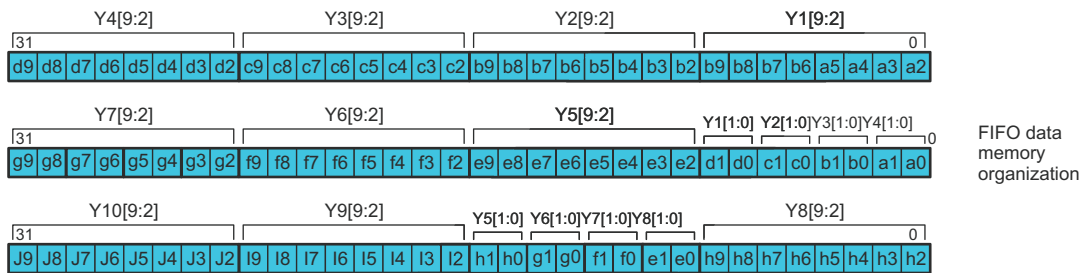 Y4[9:2] Y3[9:2] Y2[9:2] Y1[9:2]
31 0
d9 d8 d7 d6 d5 d4 d3 d2 c9 c8 c7 c6 c5 c4 c3 c2 b9 b8 b7 b6 b5 b4 b3 b2 b9 b8 b7 b6 a5 a4 a3 a2
Y7[9:2] Y6[9:2] Y5[9:2] Y1[1:0] Y2[1:0] Y3[1:0] Y4[1:0]
31 0
g9 g8 g7 g6 g5 g4 g3 g2 f9 f8 f7 f6 f5 f4 f3 f2 e9 e8 e7 e6 e5 e4 e3 e2 d1 d0 c1 c0 b1 b0 a1 a0
FIFO data
memory
organization
Y10[9:2] Y9[9:2] Y5[1:0] Y6[1:0] Y7[1:0] Y8[1:0] Y8[9:2]
31 0
J9 J8 J7 J6 J5 J4 J3 J2 I9 I8 I7 I6 I5 I4 I3 I2 h1 h0 g1 g0 f1 f0 e1 e0 h9 h8 h7 h6 h5 h4 h3 h2